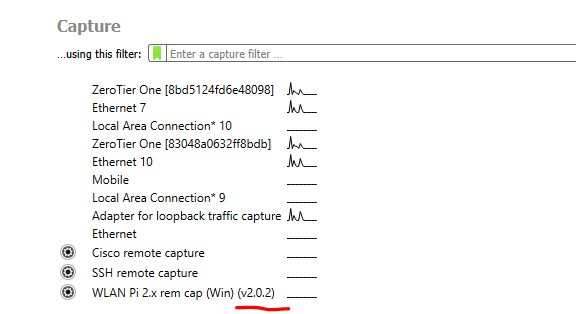 Capture
...using this filter: Enter a capture filter ...
ZeroTier One [8bd5124fd6e48098]
Ethernet 7
Local Area Connection* 10
ZeroTier One [83048a0632ff8bdb]
Ethernet 10
Mobile
Local Area Connection* 9
Adapter for loopback traffic capture
Ethernet
Cisco remote capture
SSH remote capture
WLAN Pi 2.x rem cap (Win) (v2.0.2)